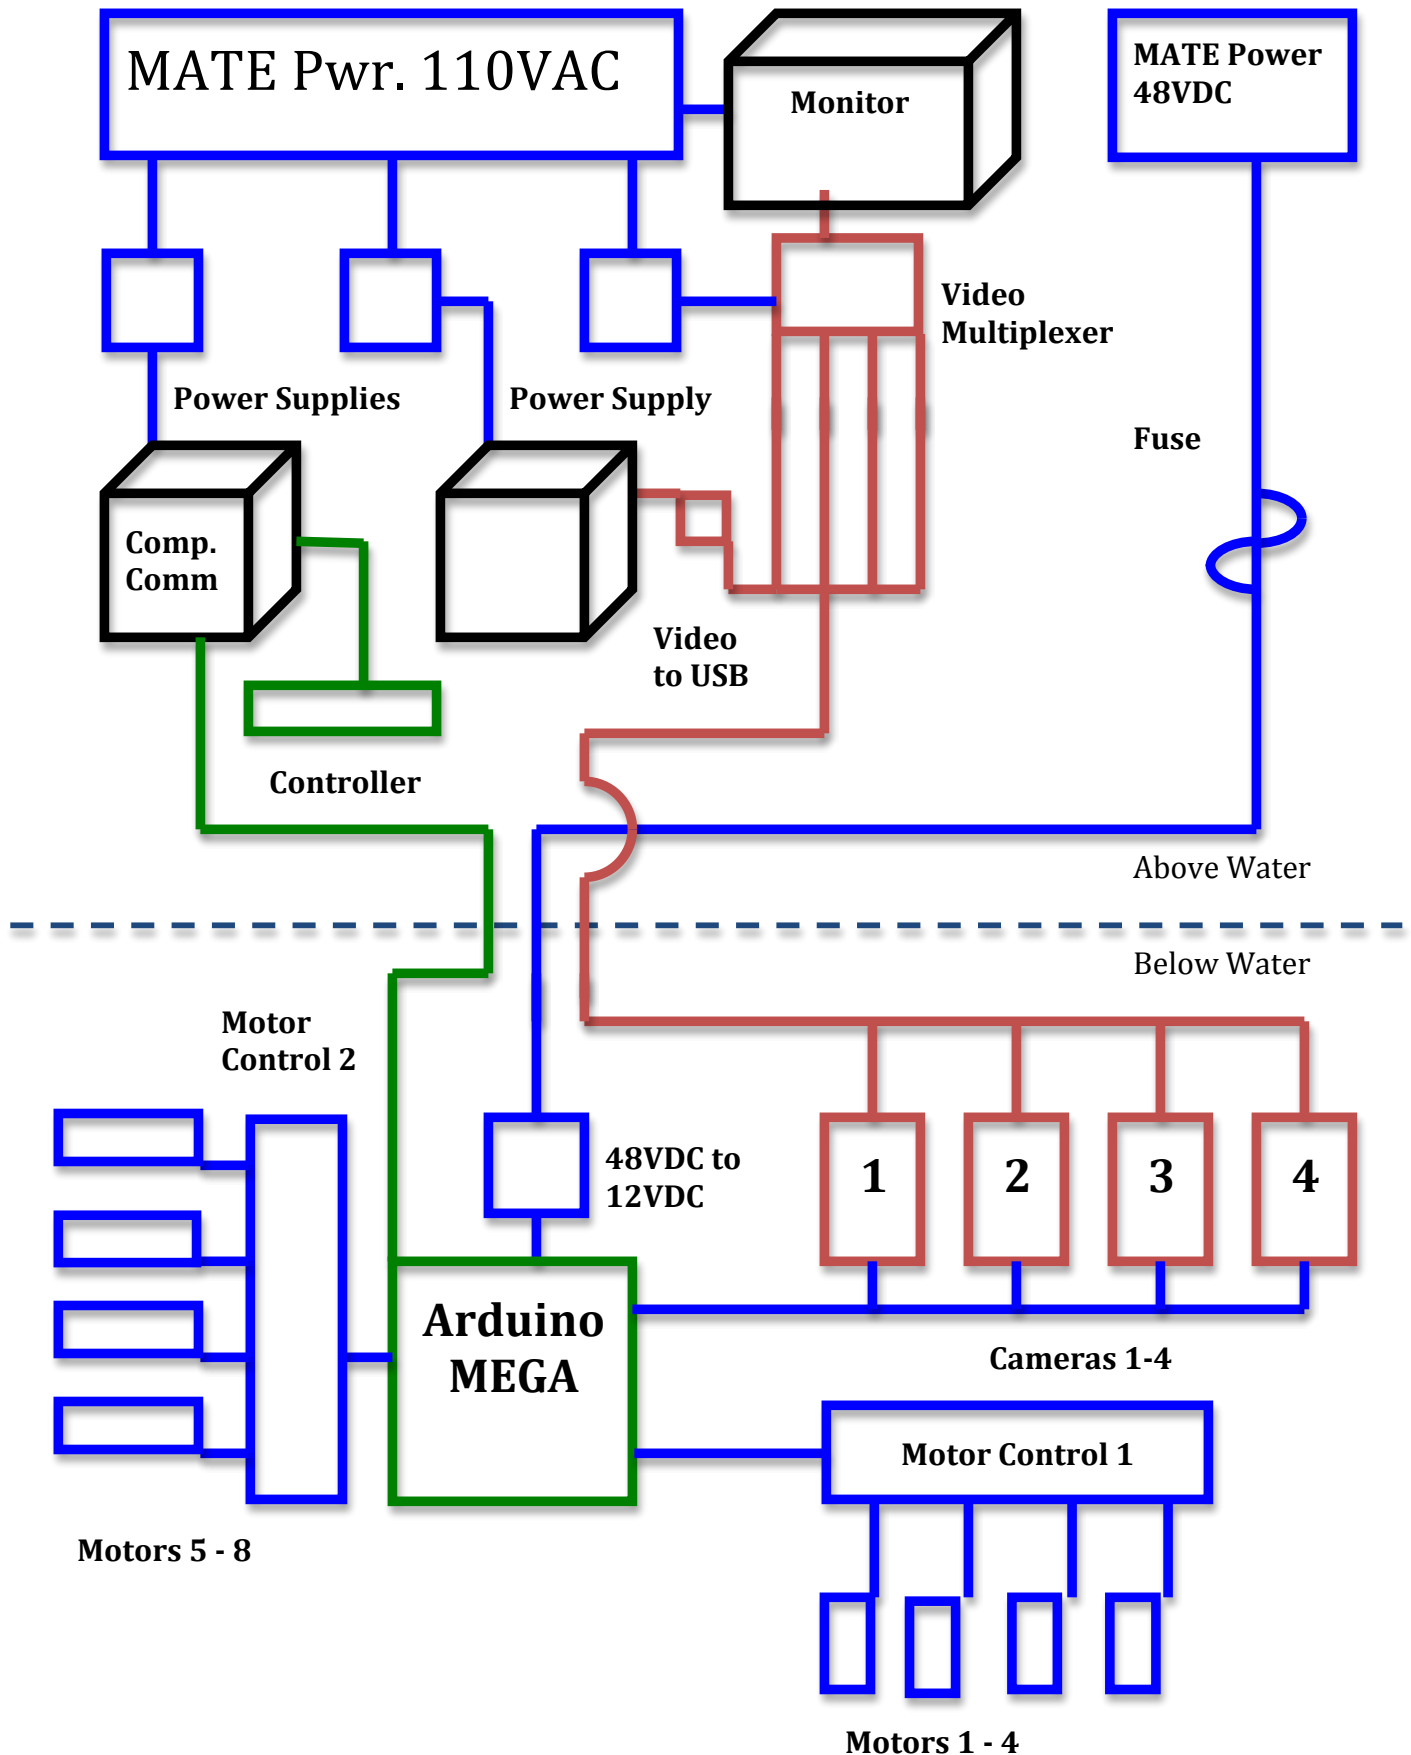 MATE Pwr. 110VAC
Monitor
MATE Power
48VDC
Video
Multiplexer
Power Supplies
Power Supply
Fuse
Comp.
Comm
Video
to USB
Controller
Above Water
Below Water
Motor
Control 2
48VDC to
12VDC
1
2
3
4
Arduino
MEGA
Cameras 1-4
Motor Control 1
Motors 5 - 8
Motors 1 - 4